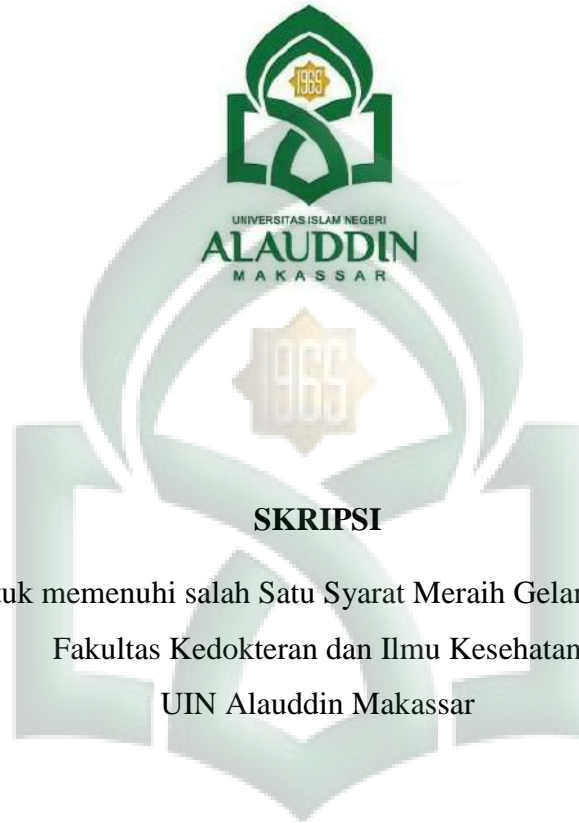 1965
UNIVERSITAS ISLAM NEGERI
ALAUDDIN
MAKASSAR
1965
SKRIPSI
tuk memenuhi salah Satu Syarat Meraih Gelar
Fakultas Kedokteran dan Ilmu Kesehatan
UIN Alauddin Makassar